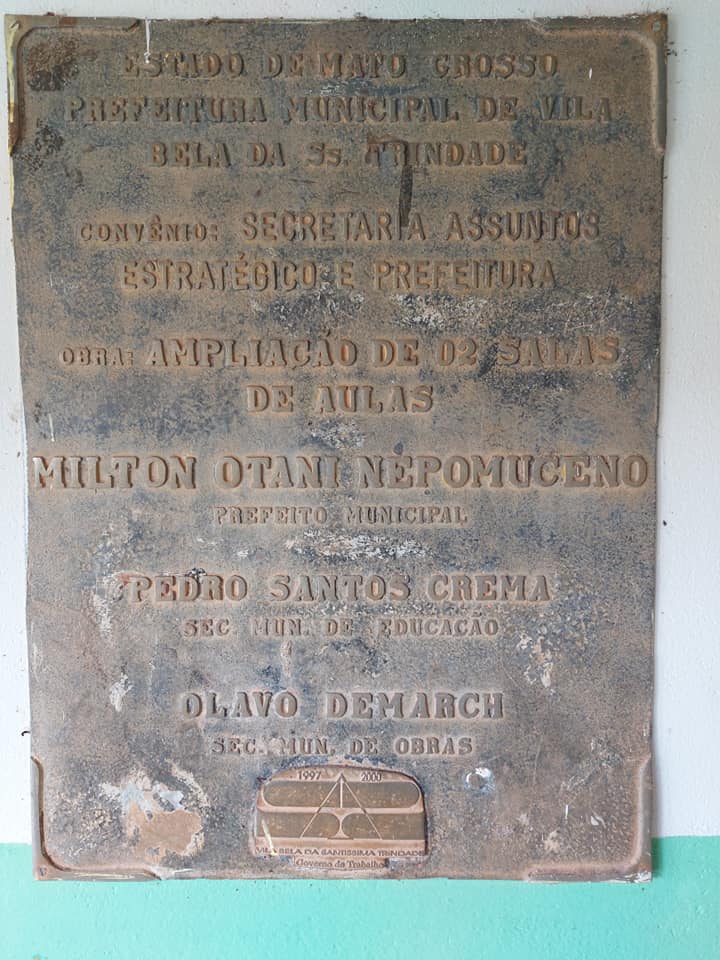 ESTADO DE MATO GROSSO
PREFEITURA MUNICIPAL DE VILA
BELA DA Ss. TRINDADE
CONVÊNIO: SECRETARIA ASSUNTOS
ESTRATÉGICO E PREFEITURA
OBRA: AMPLIAÇÃO DE 02 SALAS
DE AULAS
MILTON OTANI NEPOMUCENO
PREFEITO MUNICIPAL
PEDRO SANTOS CREMA
SEC. MUN. DE EDUCAÇÃO
OLAVO DEMARCH
SEC. MUN. DE OBRAS
1997 2000
VILA BELA DA SANTISSIMA TRINDADE
Governo do Trabalho